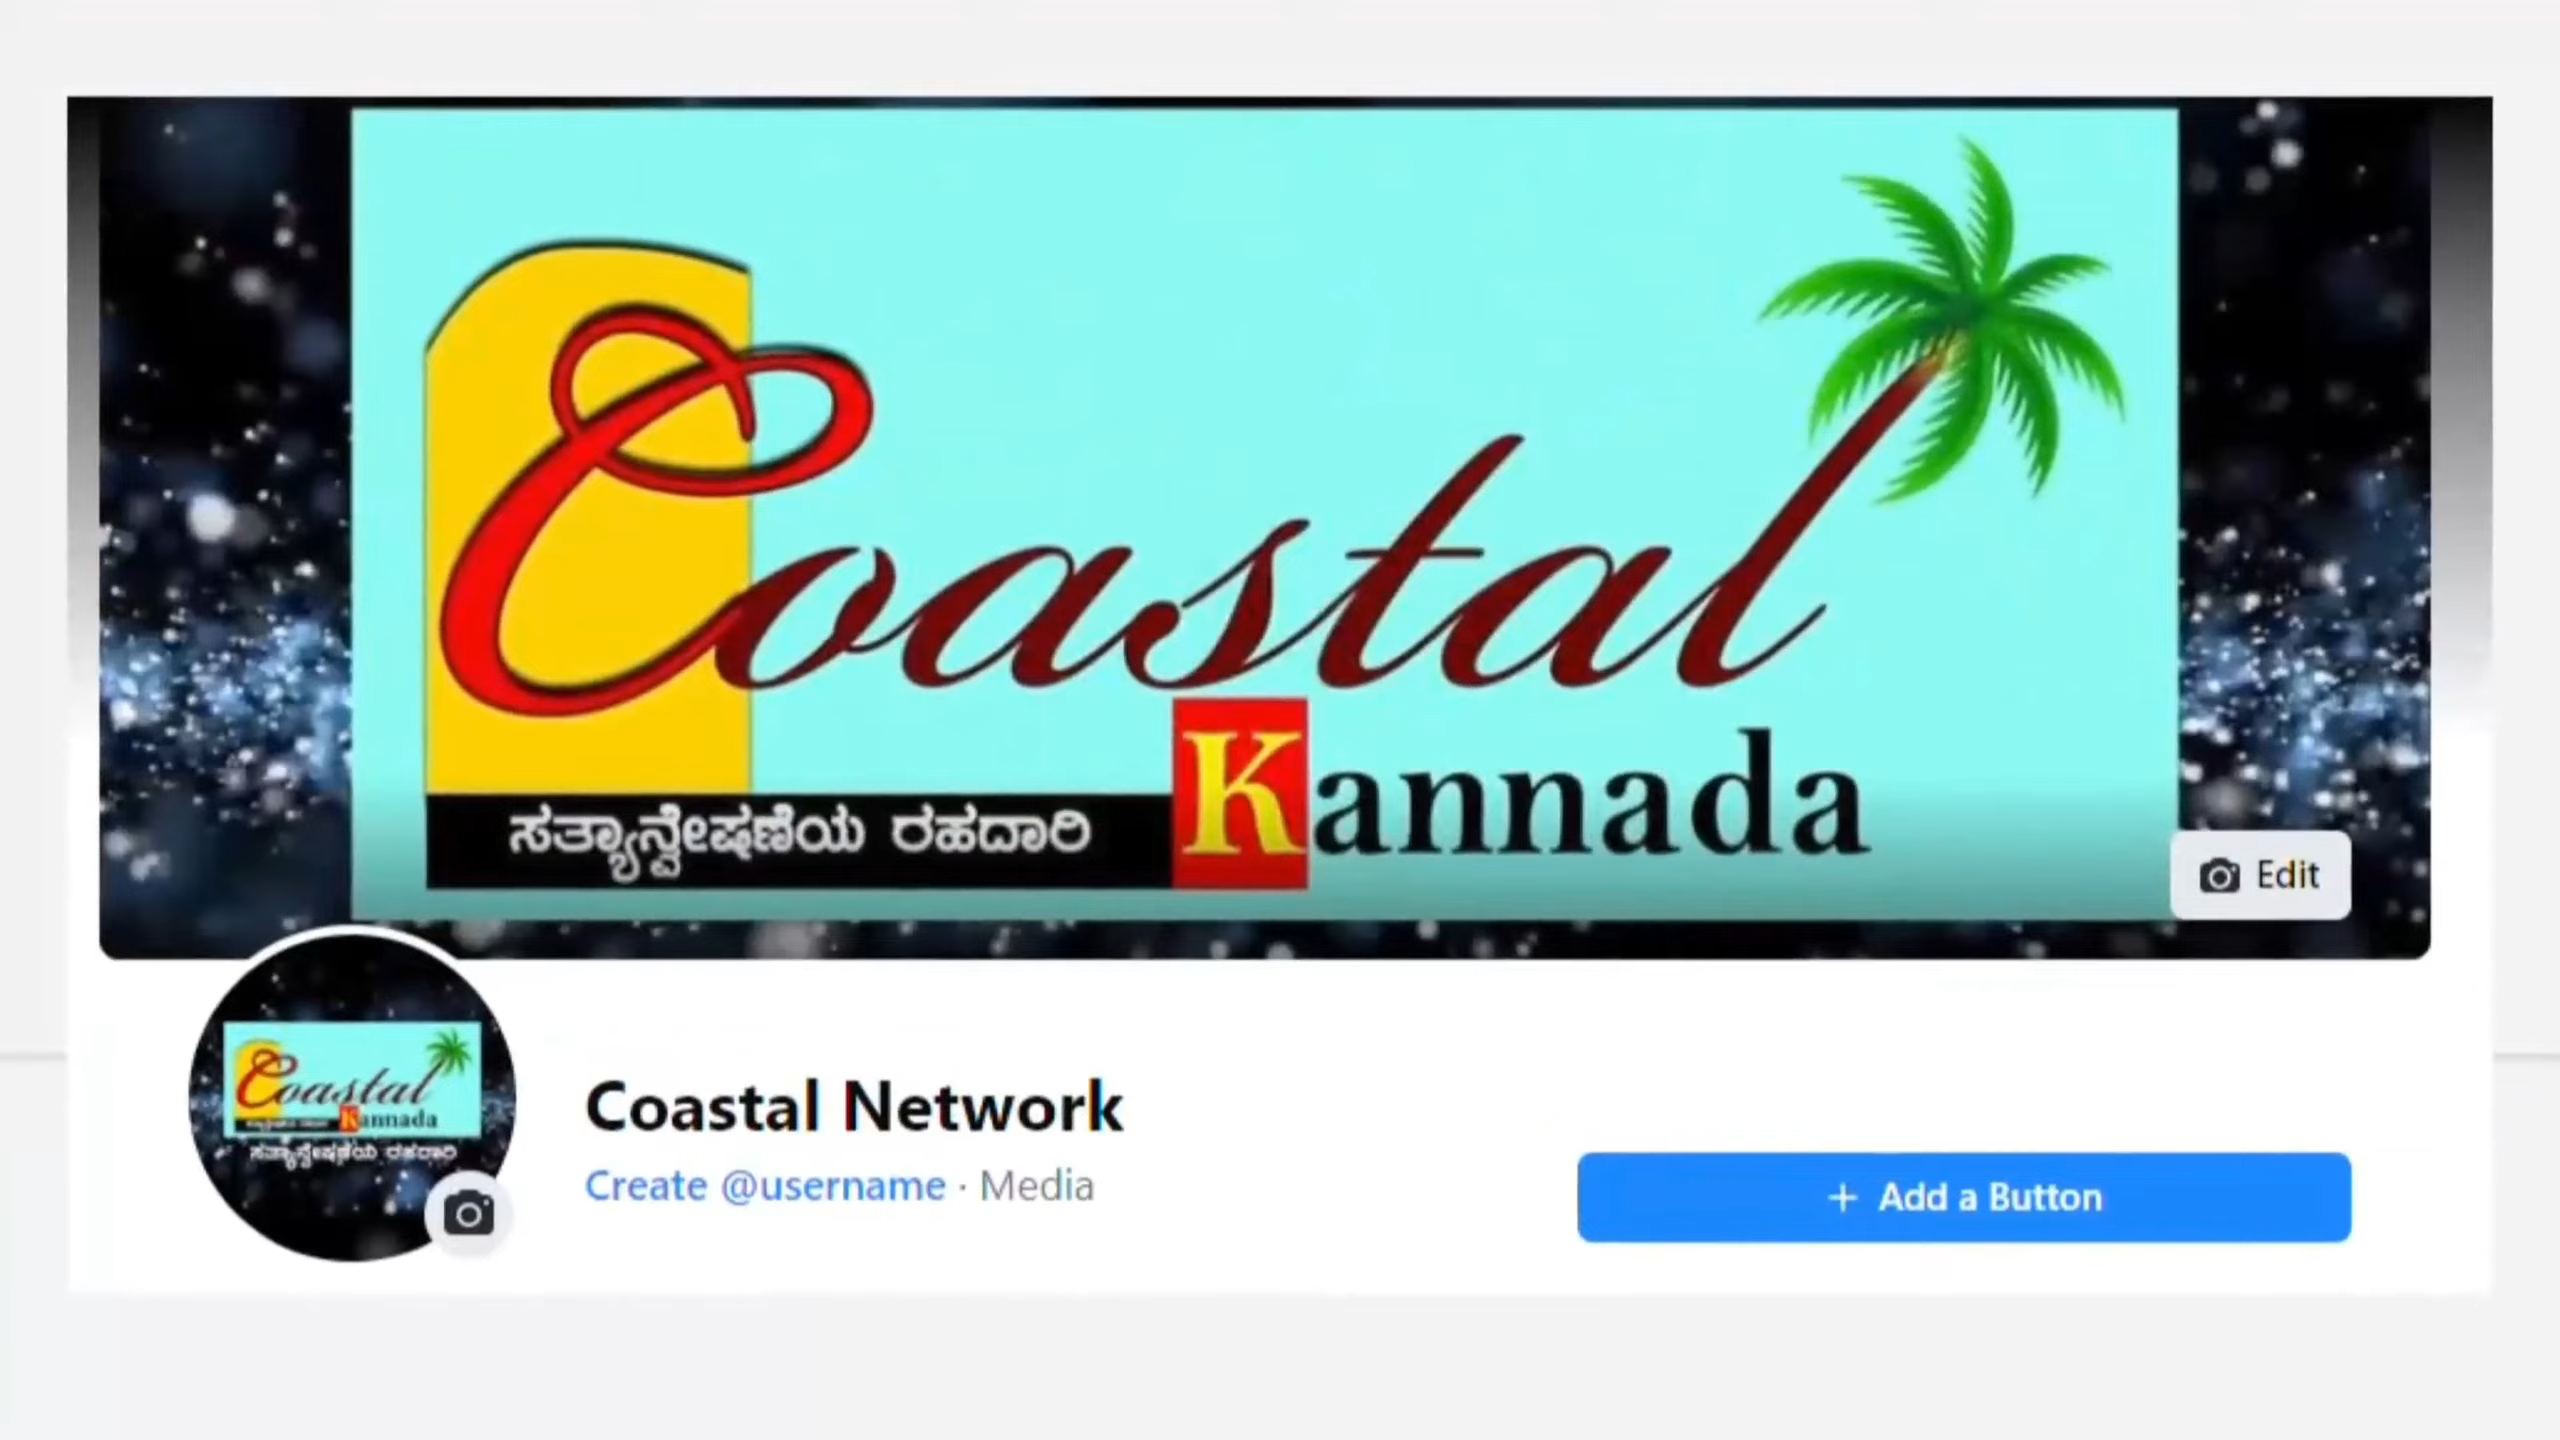 Coastal
ಸತ್ಯಾನ್ವೇಷಣೆಯ ರಹದಾರಿ Kannada
Edit
Coastal
Kannada
ಸತ್ಯಾನ್ವೇಷಣೆಯ ರಹದಾರಿ
Coastal Network
Create @username · Media
+ Add a Button